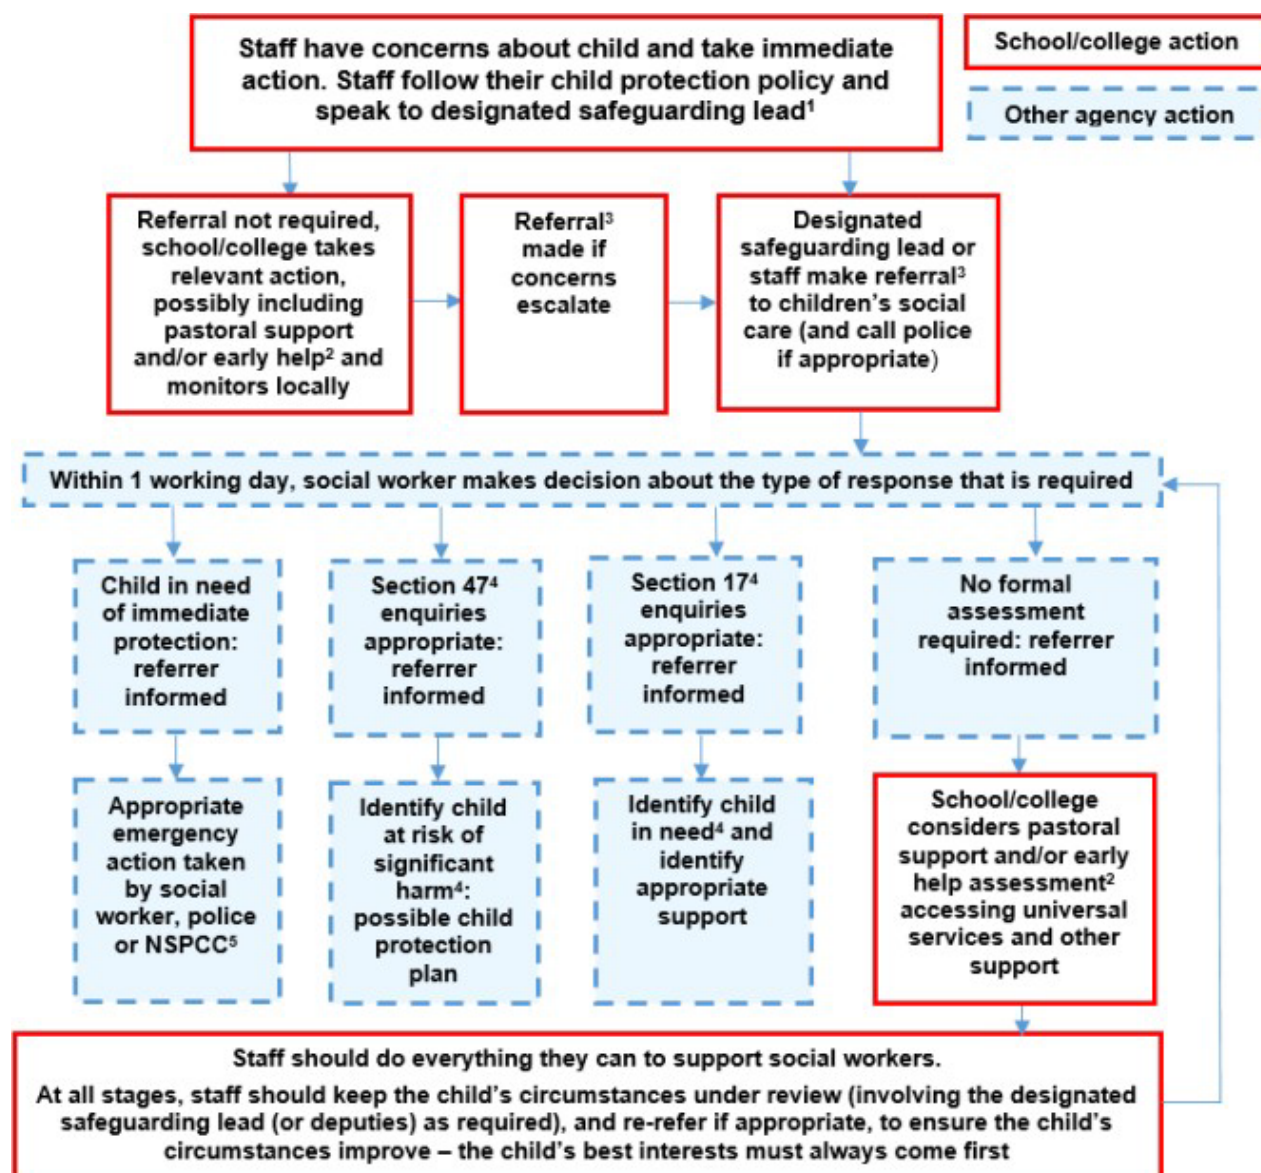 Staff have concerns about child and take immediate
action. Staff follow their child protection policy and
speak to designated safeguarding lead¹
School/college action
Other agency action
Referral not required,
school/college takes
relevant action,
possibly including
pastoral support
and/or early help² and
monitors locally
Referral³
made if
concerns
escalate
Designated
safeguarding lead or
staff make referral³
to children's social
care (and call police
if appropriate)
Within 1 working day, social worker makes decision about the type of response that is required
Child in need
of immediate
protection:
referrer
informed
Section 47⁴
enquiries
appropriate:
referrer
informed
Section 17⁴
enquiries
appropriate:
referrer
informed
No formal
assessment
required: referrer
informed
Appropriate
emergency
action taken
by social
worker, police
or NSPCC⁵
Identify child
at risk of
significant
harm⁴:
possible child
protection
plan
Identify child
in need⁴ and
identify
appropriate
support
School/college
considers pastoral
support and/or early
help assessment²
accessing universal
services and other
support
Staff should do everything they can to support social workers.
At all stages, staff should keep the child's circumstances under review (involving the designated
safeguarding lead (or deputies) as required), and re-refer if appropriate, to ensure the child's
circumstances improve – the child's best interests must always come first